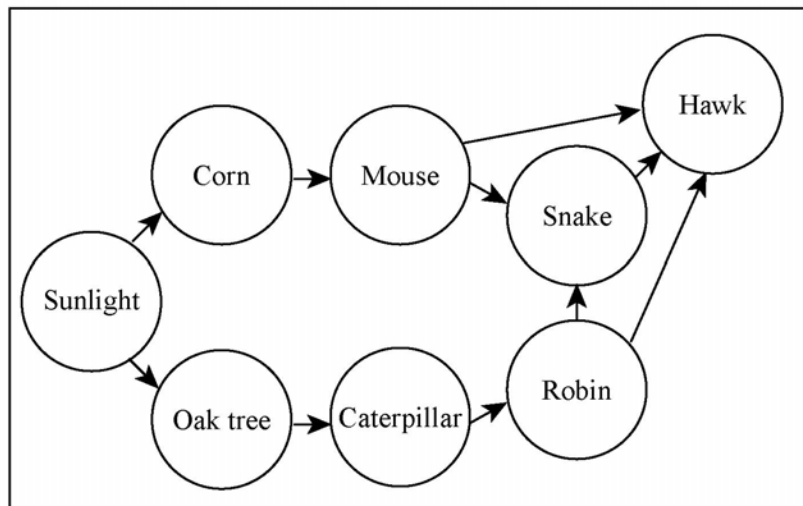 Hawk
Corn
Mouse
Snake
Sunlight
Robin
Oak tree
Caterpillar